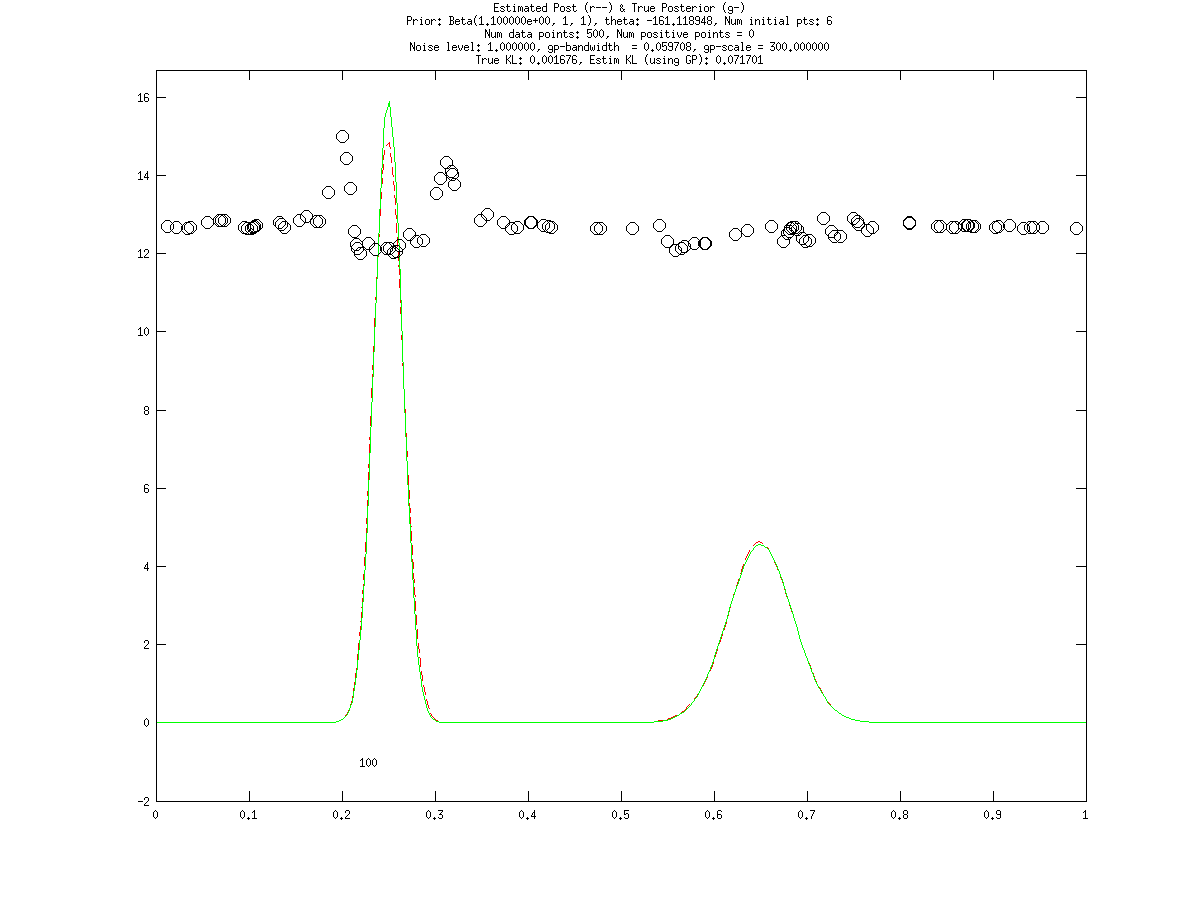 Estimated Post (r--) & True Posterior (g-)
Prior: Beta(1.100000e+00, 1, 1), theta: -161.118948, Num initial pts: 6
Num data points: 500, Num positive points = 0
Noise level: 1.000000, gp-bandwidth  = 0.059708, gp-scale = 300.000000
True KL: 0.001676, Estim KL (using GP): 0.071701
16
14
12
10
8
6
4
2
0
100
-2
0 0.1 0.2 0.3 0.4 0.5 0.6 0.7 0.8 0.9 1